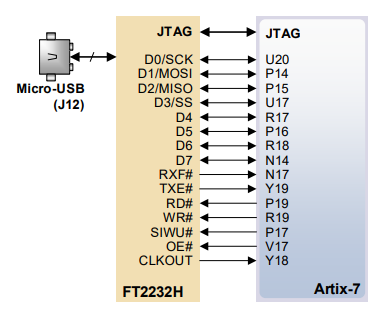 JTAG JTAG
D0/SCK U20
D1/MOSI P14
Micro-USB D2/MISO P15
(J12) D3/SS U17
D4 R17
D5 P16
D6 R18
D7 N14
RXF# N17
TXE# Y19
RD# P19
WR# R19
SIWU# P17
OE# V17
CLKOUT Y18
FT2232H Artix-7